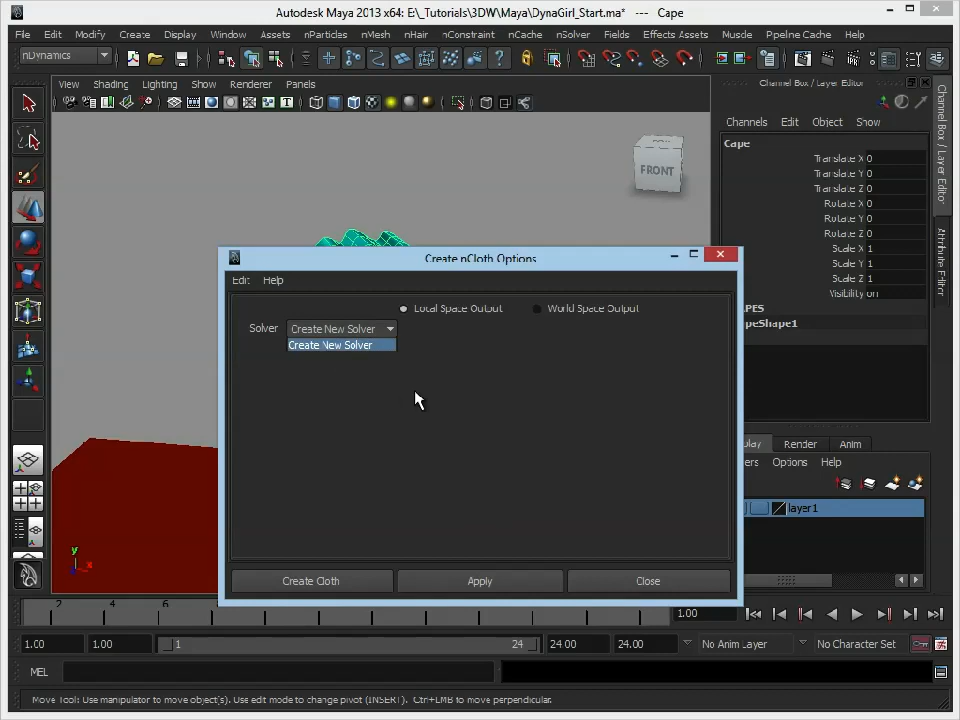 Autodesk Maya 2013 x64: E:\_Tutorials\3DW\Maya\DynaGirl_Start.ma*   ---   Cape
File Edit Modify Create Display Window Assets nParticles nMesh nHair nConstraint nCache nSolver Fields Effects Assets Muscle Pipeline Cache Help
nDynamics
View Shading Lighting Show Renderer Panels
Channel Box / Layer Editor
Channels Edit Object Show
Cape
Translate X 0
Translate Y 0
Translate Z 0
Rotate X 0
Rotate Y 0
Rotate Z 0
Scale X 1
Scale Y 1
Scale Z 1
Visibility on
PES
peShape1
Channel Box / Layer Editor
Attribute Editor
FRONT
Create nCloth Options
Edit Help
Local Space Output World Space Output
Solver Create New Solver
Create New Solver
Create Cloth Apply Close
play Render Anim
ers Options Help
layer1
y
x
2 4 6
1.00
1.00 1.00 1 24 24.00 24.00 No Anim Layer No Character Set
MEL
Move Tool: Use manipulator to move object(s). Use edit mode to change pivot (INSERT). Ctrl+LMB to move perpendicular.